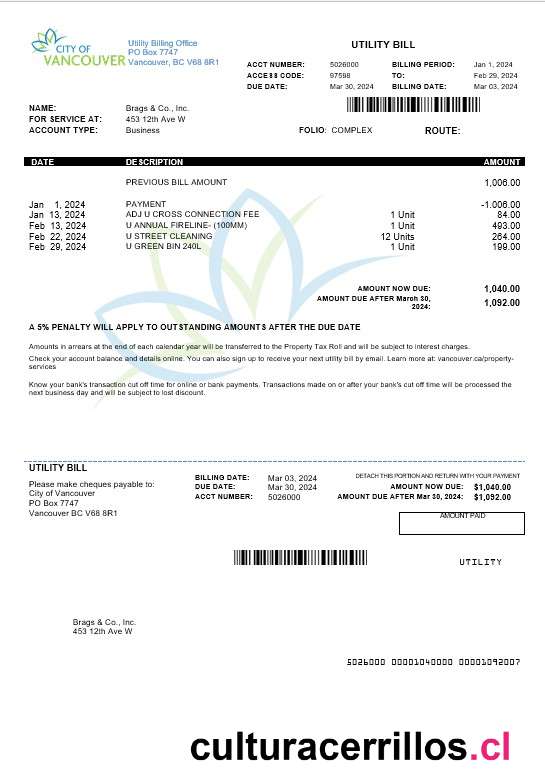 CITY OF
VANCOUVER
Utility Billing Office
PO Box 7747
Vancouver, BC V68 8R1
UTILITY BILL
ACCT NUMBER: 5026000 BILLING PERIOD: Jan 1, 2024
ACCESS CODE: 97598 TO: Feb 29, 2024
DUE DATE: Mar 30, 2024 BILLING DATE: Mar 03, 2024
NAME: Brags & Co., Inc.
FOR SERVICE AT: 453 12th Ave W
ACCOUNT TYPE: Business FOLIO: COMPLEX ROUTE:
DATE DESCRIPTION AMOUNT
PREVIOUS BILL AMOUNT 1,006.00
Jan 1, 2024 PAYMENT -1.006.00
Jan 13, 2024 ADJ U CROSS CONNECTION FEE 1 Unit 84.00
Feb 13, 2024 U ANNUAL FIRELINE- (100MM) 1 Unit 493.00
Feb 22, 2024 U STREET CLEANING 12 Units 264.00
Feb 29, 2024 U GREEN BIN 240L 1 Unit 199.00
AMOUNT NOW DUE: 1,040.00
AMOUNT DUE AFTER March 30, 2024: 1,092.00
A 5% PENALTY WILL APPLY TO OUTSTANDING AMOUNTS AFTER THE DUE DATE
Amounts in arrears at the end of each calendar year will be transferred to the Property Tax Roll and will be subject to interest charges.
Check your account balance and details online. You can also sign up to receive your next utility bill by email. Learn more at: vancouver.ca/property-
services
Know your bank's transaction cut off time for online or bank payments. Transactions made on or after your bank's cut off time will be processed the
next business day and will be subject to lost discount.
UTILITY BILL
Please make cheques payable to:
City of Vancouver
PO Box 7747
Vancouver BC V68 8R1
BILLING DATE: Mar 03, 2024
DUE DATE: Mar 30, 2024
ACCT NUMBER: 5026000
DETACH THIS PORTION AND RETURN WITH YOUR PAYMENT
AMOUNT NOW DUE: $1,040.00
AMOUNT DUE AFTER Mar 30, 2024: $1,092.00
AMOUNT PAID
UTILITY
Brags & Co., Inc.
453 12th Ave W
5026000 00001040000 00001092007
culturacerrillos.cl